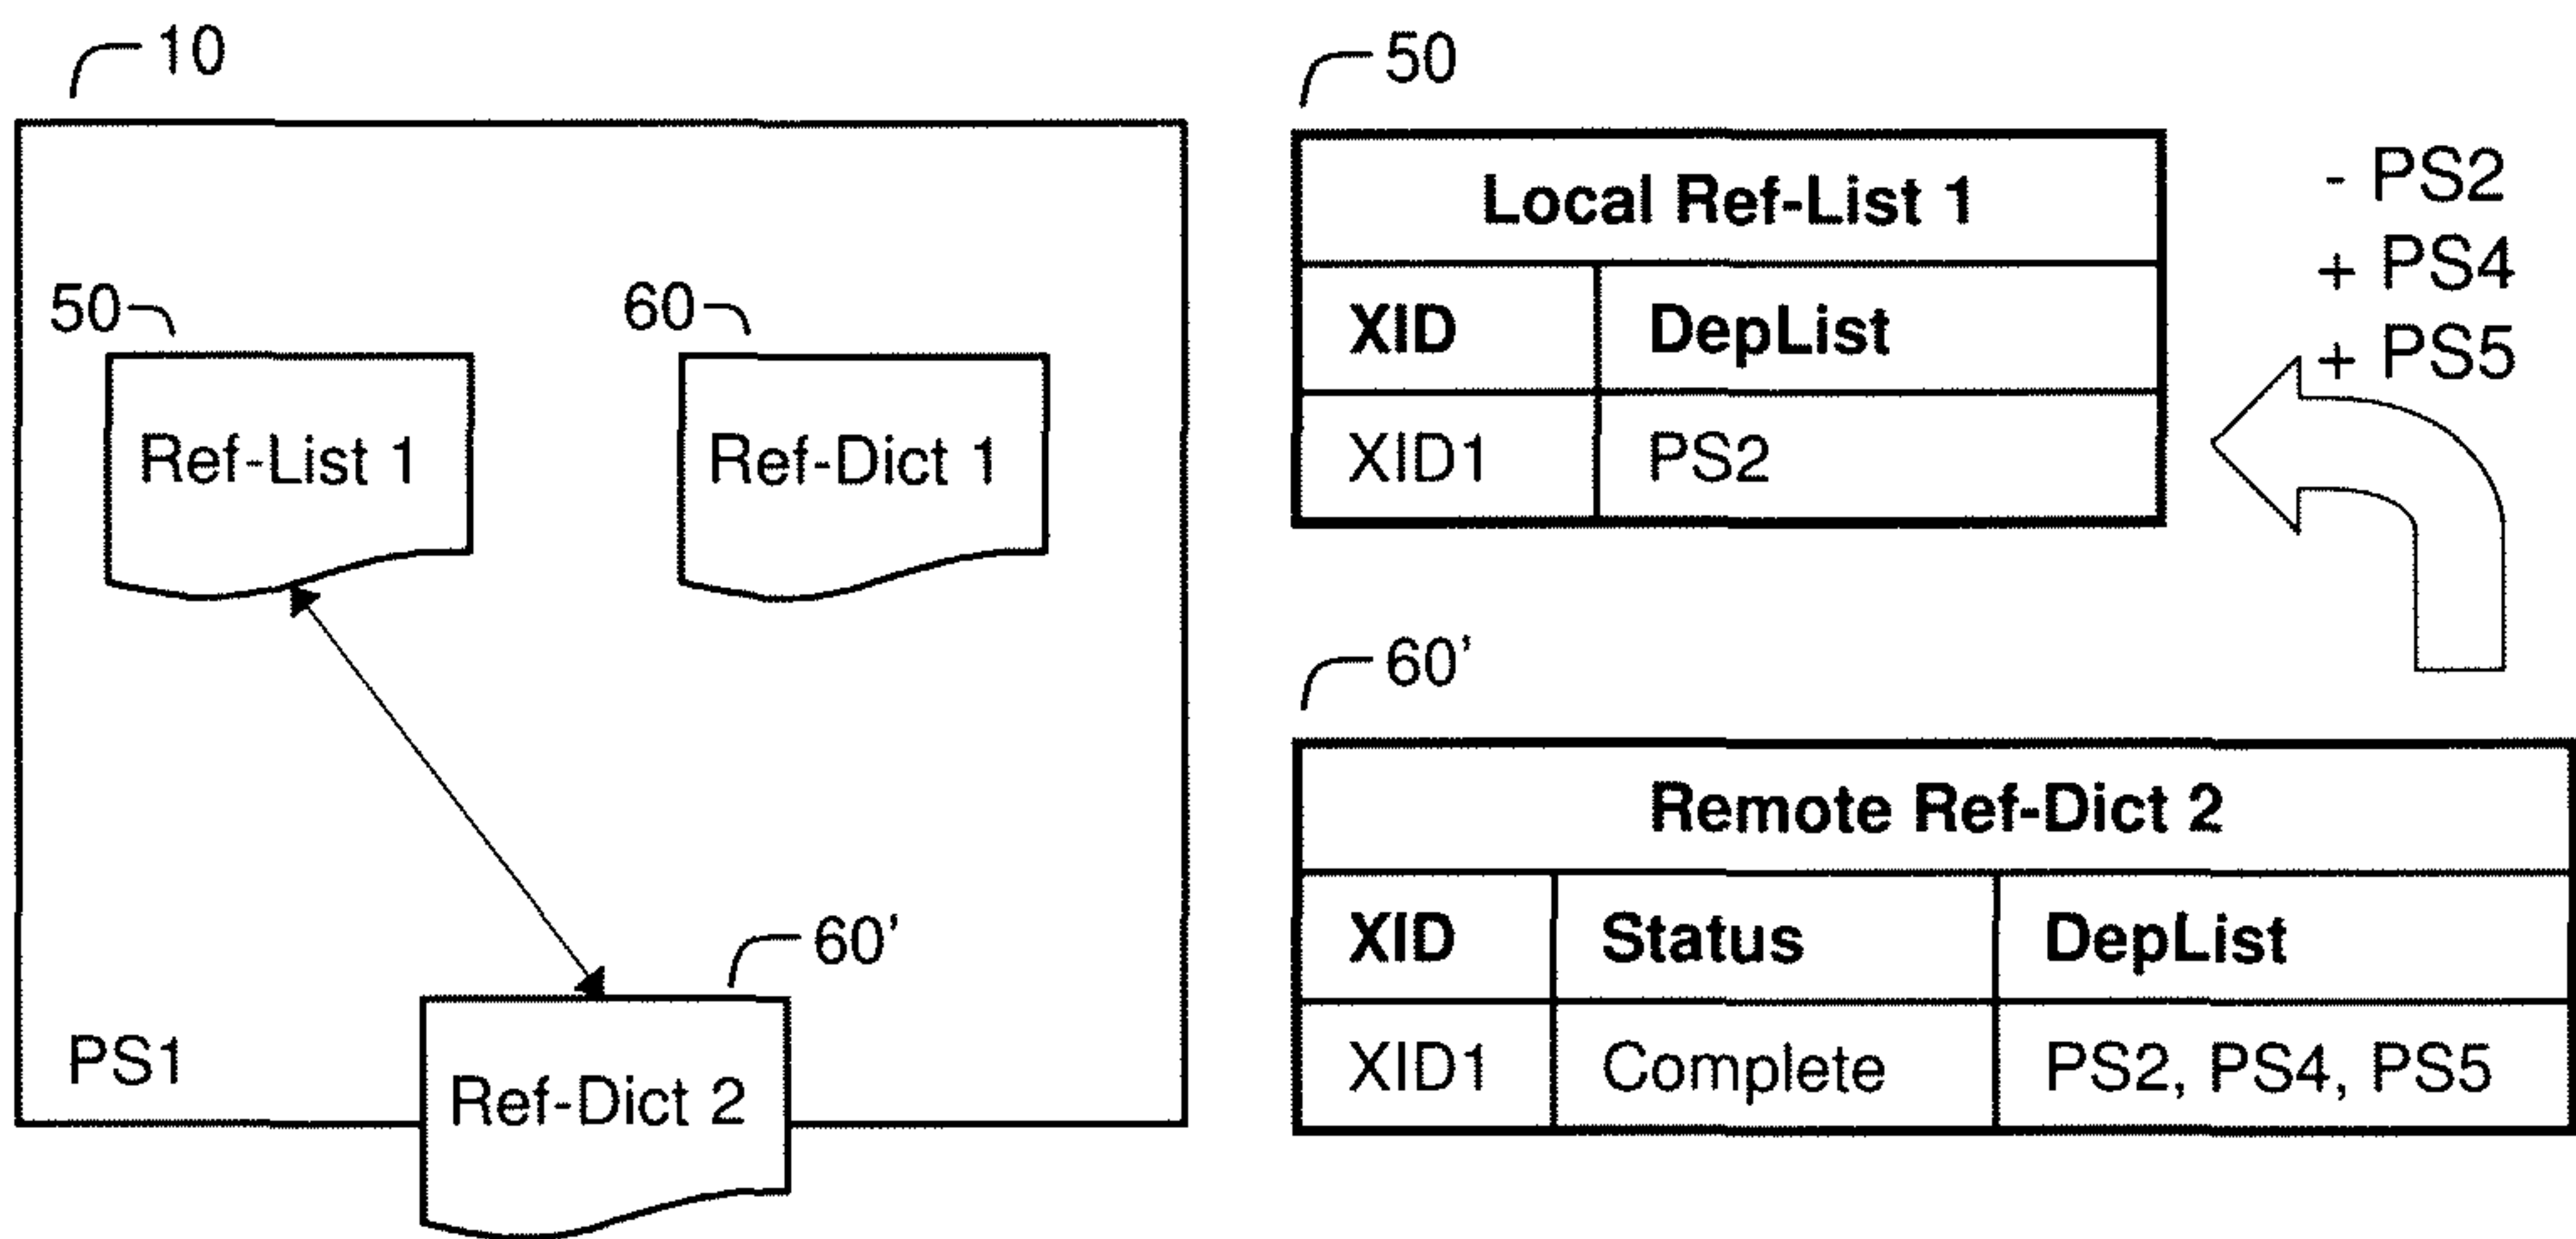 10
50
60
Ref-List 1
Ref-Dict 1
60'
PS1
Ref-Dict 2
50
Local Ref-List 1
XID DepList
XID1 PS2
- PS2
+ PS4
+ PS5
60'
Remote Ref-Dict 2
XID Status DepList
XID1 Complete PS2, PS4, PS5